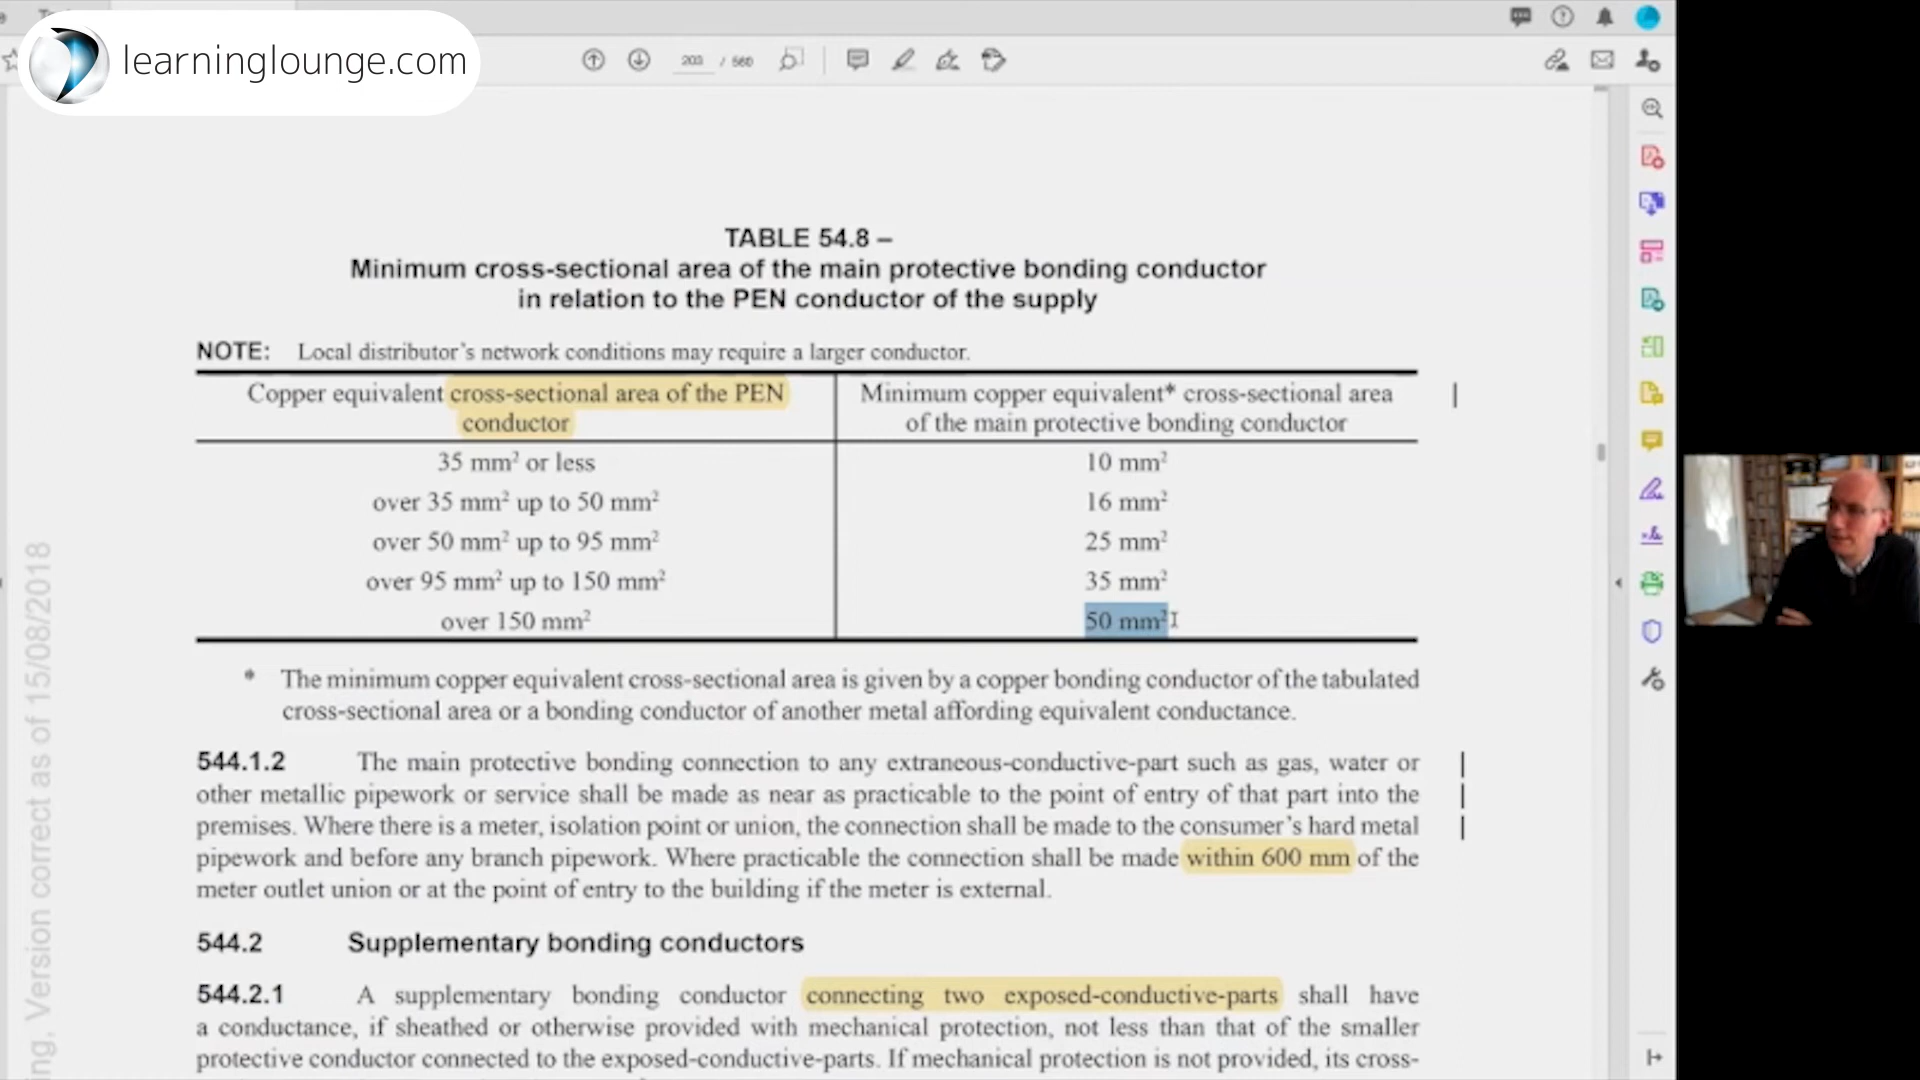 learninglounge.com
203 / 560
TABLE 54.8 –
Minimum cross-sectional area of the main protective bonding conductor
in relation to the PEN conductor of the supply
NOTE: Local distributor's network conditions may require a larger conductor.
Copper equivalent cross-sectional area of the PEN
conductor
Minimum copper equivalent* cross-sectional area
of the main protective bonding conductor
35 mm² or less 10 mm²
over 35 mm² up to 50 mm² 16 mm²
over 50 mm² up to 95 mm² 25 mm²
over 95 mm² up to 150 mm² 35 mm²
over 150 mm² 50 mm²
* The minimum copper equivalent cross-sectional area is given by a copper bonding conductor of the tabulated
cross-sectional area or a bonding conductor of another metal affording equivalent conductance.
544.1.2 The main protective bonding connection to any extraneous-conductive-part such as gas, water or
other metallic pipework or service shall be made as near as practicable to the point of entry of that part into the
premises. Where there is a meter, isolation point or union, the connection shall be made to the consumer's hard metal
pipework and before any branch pipework. Where practicable the connection shall be made within 600 mm of the
meter outlet union or at the point of entry to the building if the meter is external.
544.2 Supplementary bonding conductors
544.2.1 A supplementary bonding conductor connecting two exposed-conductive-parts shall have
a conductance, if sheathed or otherwise provided with mechanical protection, not less than that of the smaller
protective conductor connected to the exposed-conductive-parts. If mechanical protection is not provided, its cross-
ing, Version correct as of 15/08/2018